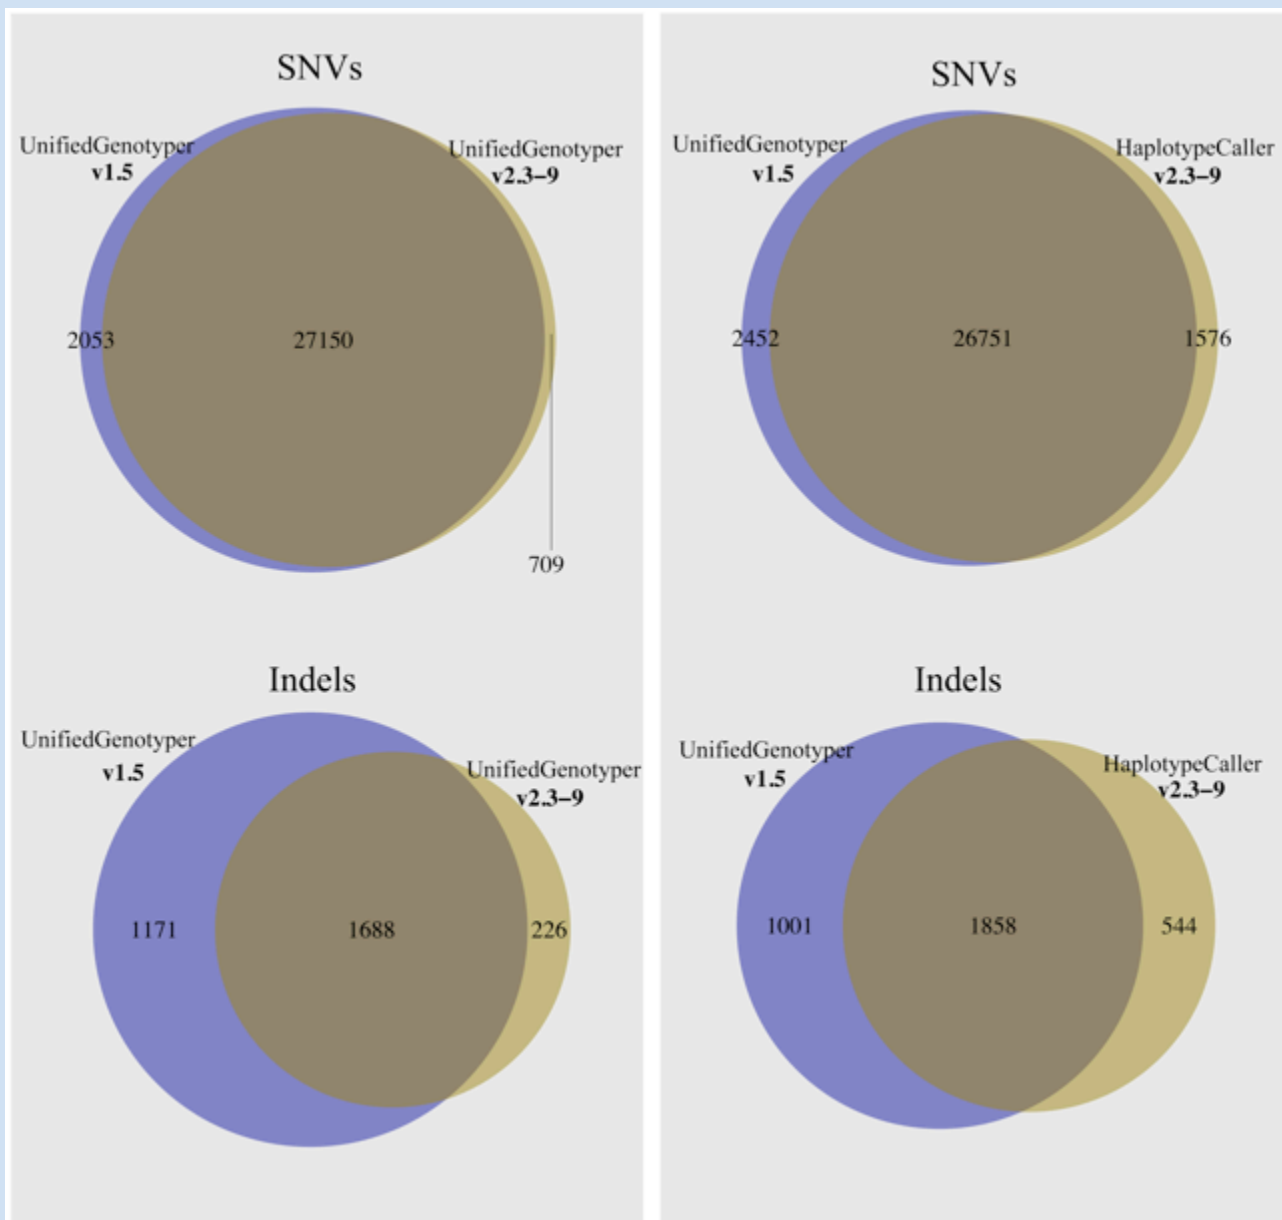 SNVs
UnifiedGenotyper
v1.5
UnifiedGenotyper
v2.3–9
2053
27150
709
SNVs
UnifiedGenotyper
v1.5
HaplotypeCaller
v2.3–9
2452
26751
1576
Indels
UnifiedGenotyper
v1.5
UnifiedGenotyper
v2.3–9
1171
1688
226
Indels
UnifiedGenotyper
v1.5
HaplotypeCaller
v2.3–9
1001
1858
544